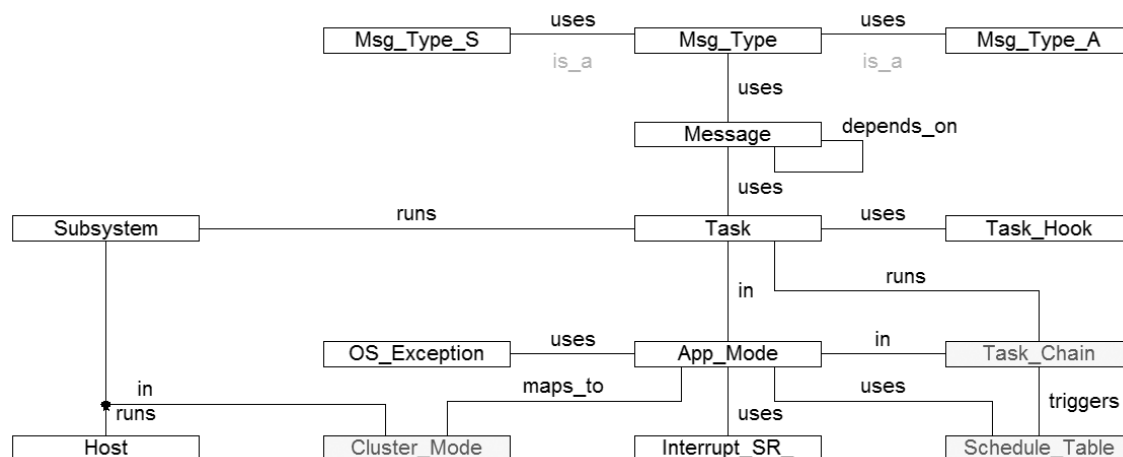 uses
uses
Msg_Type_S
Msg_Type
Msg_Type_A
is_a
is_a
uses
Message
depends_on
uses
Subsystem
runs
Task
uses
Task_Hook
in
runs
OS_Exception
uses
App_Mode
in
Task_Chain
in
maps_to
uses
triggers
runs
uses
Host
Cluster_Mode
Interrupt_SR_
Schedule_Table